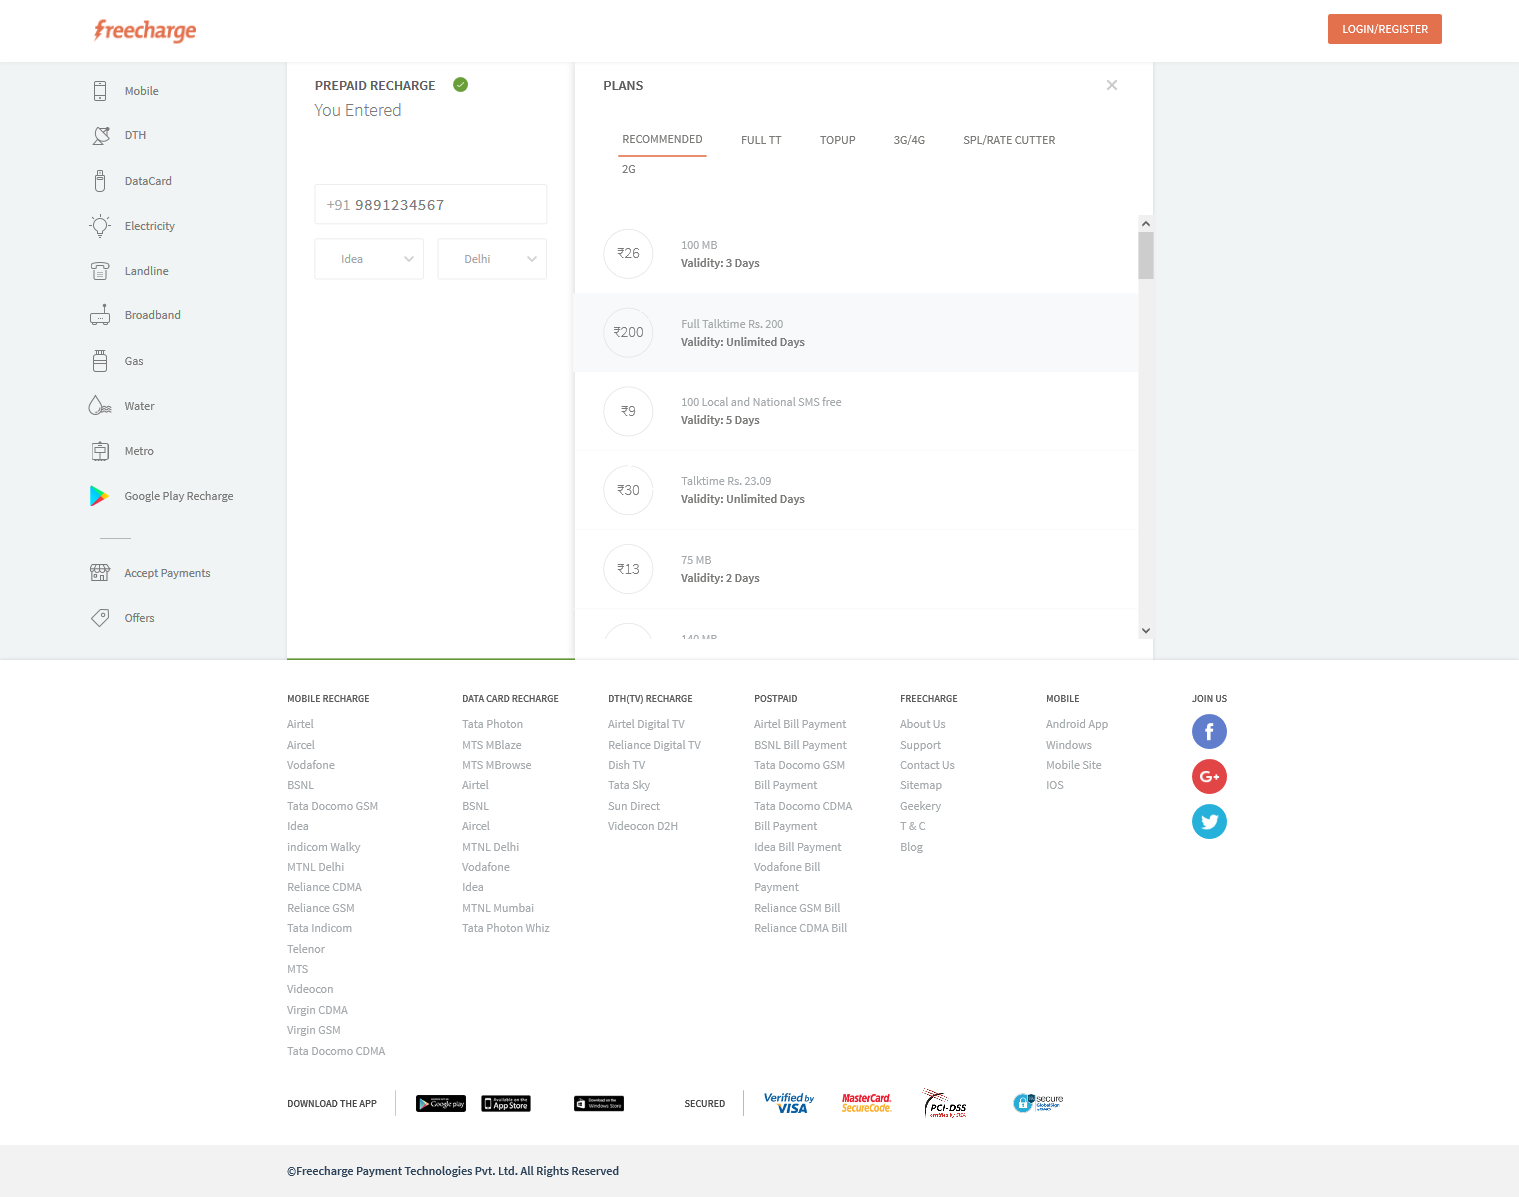 freecharge
LOGIN/REGISTER
Mobile
DTH
DataCard
Electricity
Landline
Broadband
Gas
Water
Metro
Google Play Recharge
Accept Payments
Offers
PREPAID RECHARGE
You Entered
+91 9891234567
Idea
Delhi
PLANS
RECOMMENDED
FULL TT
TOPUP
3G/4G
SPL/RATE CUTTER
2G
₹26
100 MB
Validity: 3 Days
₹200
Full Talktime Rs. 200
Validity: Unlimited Days
₹9
100 Local and National SMS free
Validity: 5 Days
₹30
Talktime Rs. 23.09
Validity: Unlimited Days
₹13
75 MB
Validity: 2 Days
140 MB
MOBILE RECHARGE
Airtel
Aircel
Vodafone
BSNL
Tata Docomo GSM
Idea
indicom Walky
MTNL Delhi
Reliance CDMA
Reliance GSM
Tata Indicom
Telenor
MTS
Videocon
Virgin CDMA
Virgin GSM
Tata Docomo CDMA
DATA CARD RECHARGE
Tata Photon
MTS MBlaze
MTS MBrowse
Airtel
BSNL
Aircel
MTNL Delhi
Vodafone
Idea
MTNL Mumbai
Tata Photon Whiz
DTH(TV) RECHARGE
Airtel Digital TV
Reliance Digital TV
Dish TV
Tata Sky
Sun Direct
Videocon D2H
POSTPAID
Airtel Bill Payment
BSNL Bill Payment
Tata Docomo GSM
Bill Payment
Tata Docomo CDMA
Bill Payment
Idea Bill Payment
Vodafone Bill
Payment
Reliance GSM Bill
Reliance CDMA Bill
FREECHARGE
About Us
Support
Contact Us
Sitemap
Geekery
T & C
Blog
MOBILE
Android App
Windows
Mobile Site
IOS
JOIN US
f
G+
DOWNLOAD THE APP
Google play
Available on the
App Store
Download on the
Windows Store
SECURED
Verified by
VISA
MasterCard.
SecureCode.
PCI-DSS
secure
GlobalSign
©Freecharge Payment Technologies Pvt. Ltd. All Rights Reserved